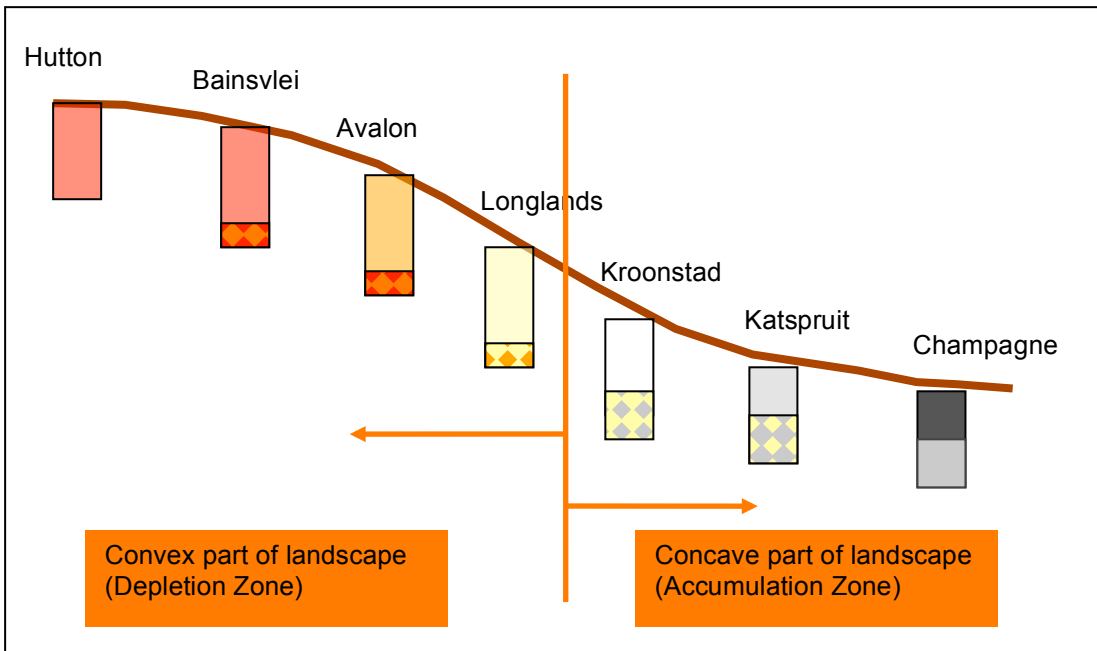 Hutton
Bainsvlei
Avalon
Longlands
Kroonstad
Katspruit
Champagne
Convex part of landscape
(Depletion Zone)
Concave part of landscape
(Accumulation Zone)